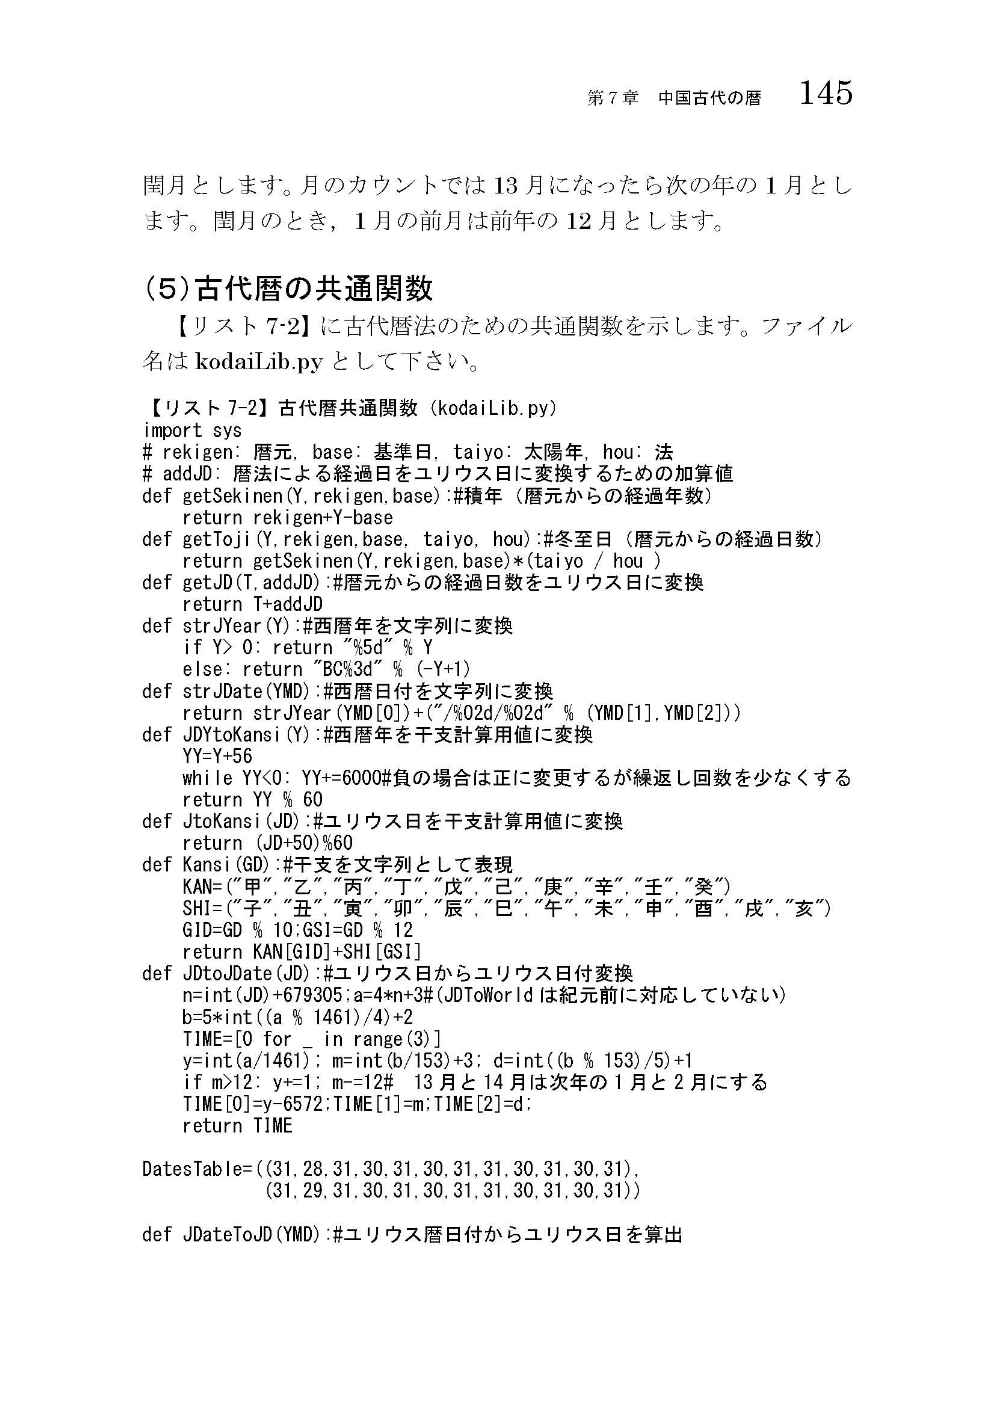 第7章　中国古代の暦　145
閏月とします。月のカウントでは 13 月になったら次の年の 1 月とし
ます。閏月のとき，1 月の前月は前年の 12 月とします。
(5)古代暦の共通関数
【リスト 7-2】に古代暦法のための共通関数を示します。ファイル
名は kodaiLib.py として下さい。
【リスト 7-2】古代暦共通関数（kodaiLib.py）
import sys
# rekigen: 暦元, base: 基準日, taiyo: 太陽年, hou: 法
# addJD: 暦法による経過日をユリウス日に変換するための加算値
def getSekinen(Y,rekigen,base):#積年（暦元からの経過年数）
    return rekigen+Y-base
def getToji(Y,rekigen,base, taiyo, hou):#冬至日（暦元からの経過日数）
    return getSekinen(Y,rekigen,base)*(taiyo / hou )
def getJD(T,addJD):#暦元からの経過日数をユリウス日に変換
    return T+addJD
def strJYear(Y):#西暦年を文字列に変換
    if Y> 0: return "%5d" % Y
    else: return "BC%3d" % (-Y+1)
def strJDate(YMD):#西暦日付を文字列に変換
    return strJYear(YMD[0])+("/%02d/%02d" % (YMD[1],YMD[2]))
def JDYtoKansi(Y):#西暦年を干支計算用値に変換
    YY=Y+56
    while YY<0: YY+=6000#負の場合は正に変更するが繰返し回数を少なくする
    return YY % 60
def JtoKansi(JD):#ユリウス日を干支計算用値に変換
    return (JD+50)%60
def Kansi(GD):#干支を文字列として表現
    KAN=("甲","乙","丙","丁","戊","己","庚","辛","壬","癸")
    SHI=("子","丑","寅","卯","辰","巳","午","未","申","酉","戌","亥")
    GID=GD % 10;GSI=GD % 12
    return KAN[GID]+SHI[GSI]
def JDtoJDate(JD):#ユリウス日からユリウス日付変換
    n=int(JD)+679305;a=4*n+3#(JDToWorld は紀元前に対応していない)
    b=5*int((a % 1461)/4)+2
    TIME=[0 for _ in range(3)]
    y=int(a/1461); m=int(b/153)+3; d=int((b % 153)/5)+1
    if m>12: y+=1; m-=12#  13 月と 14 月は次年の 1 月と 2 月にする
    TIME[0]=y-6572;TIME[1]=m;TIME[2]=d;
    return TIME
DatesTable=((31,28,31,30,31,30,31,31,30,31,30,31),
            (31,29,31,30,31,30,31,31,30,31,30,31))
def JDateToJD(YMD):#ユリウス暦日付からユリウス日を算出